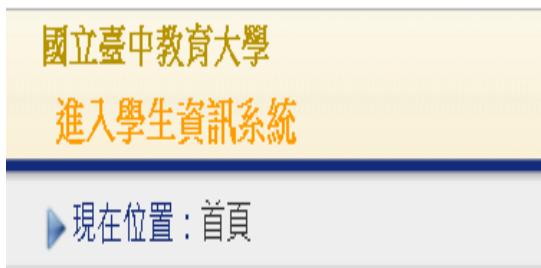 國立臺中教育大學
進入學生資訊系統
現在位置：首頁